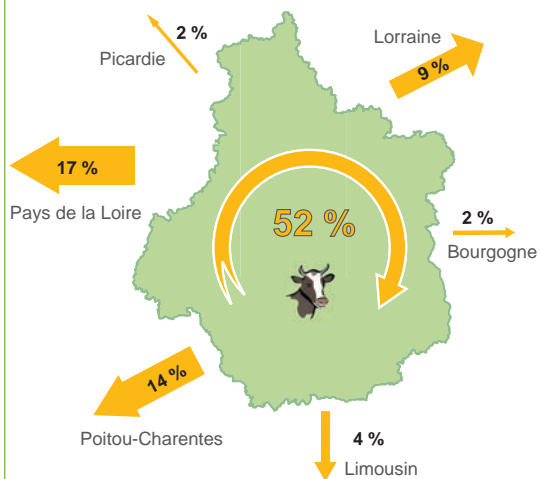 2 %
Picardie
Lorraine
9 %
17 %
Pays de la Loire
52 %
2 %
Bourgogne
14 %
Poitou-Charentes
4 %
Limousin